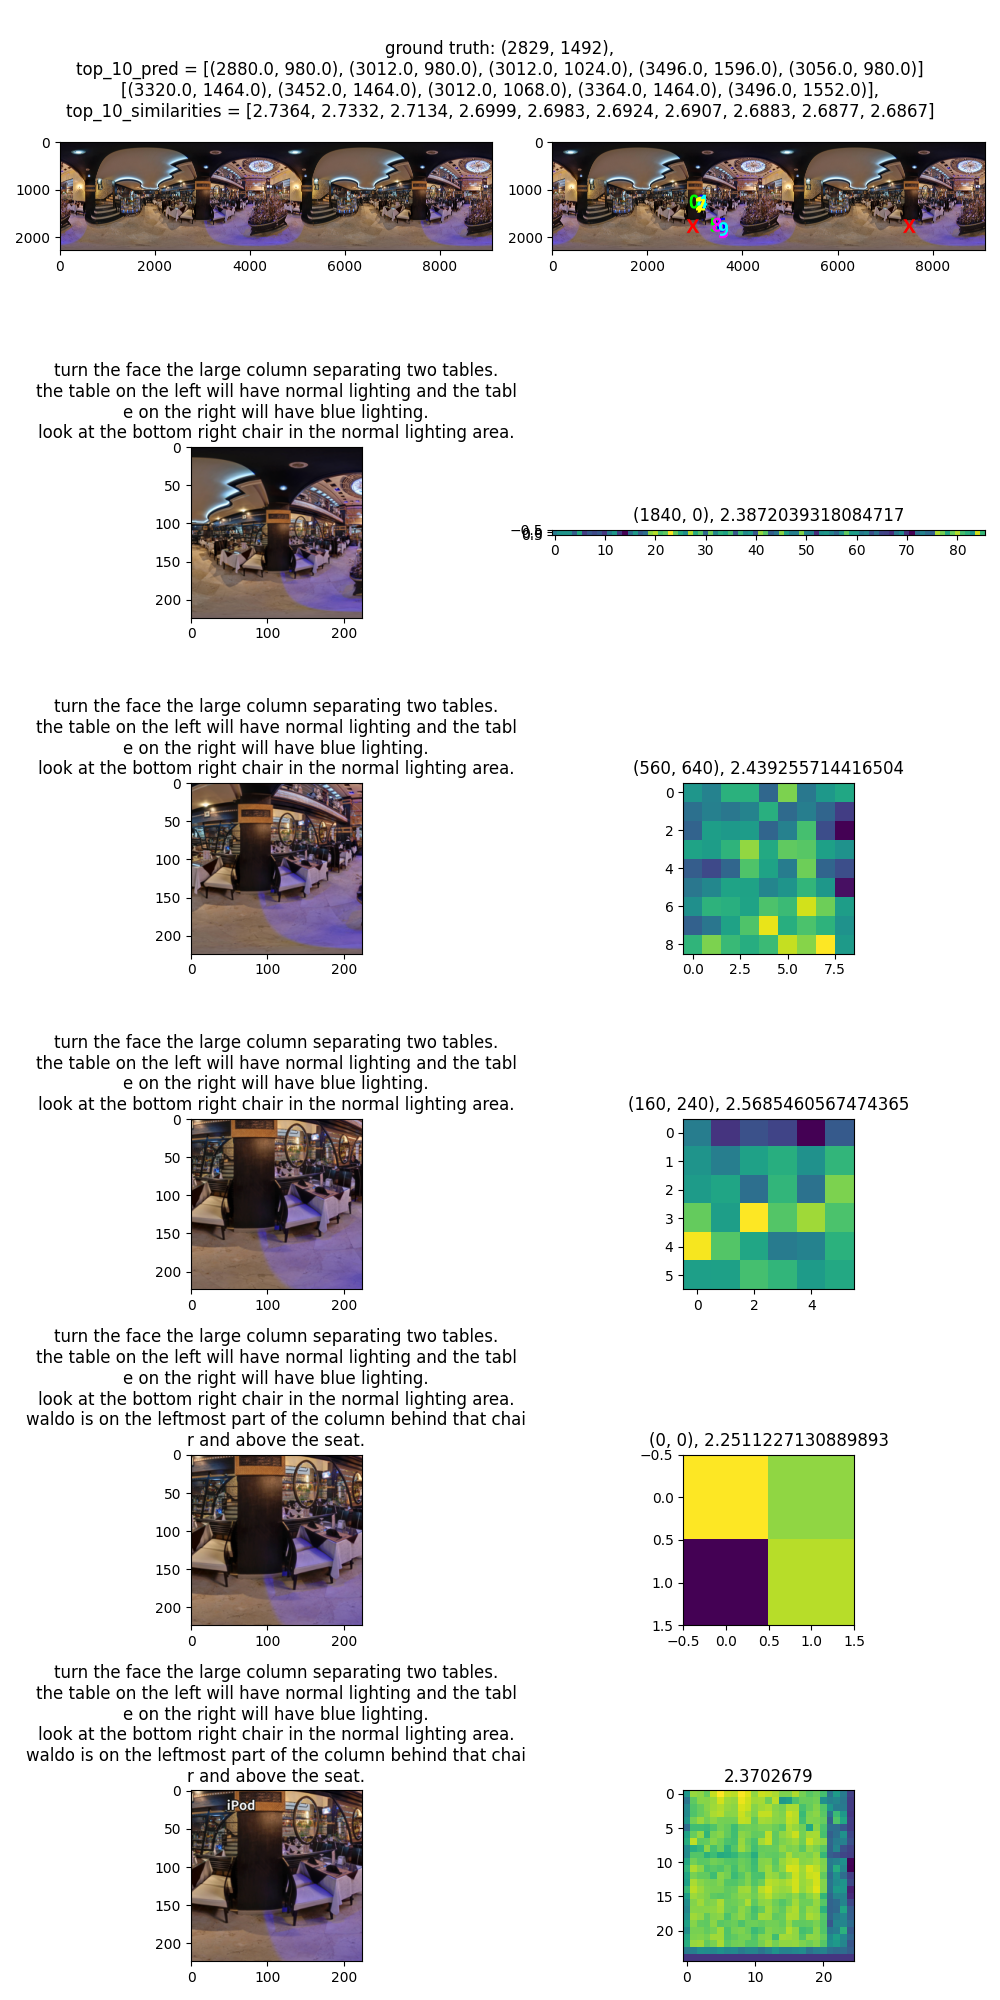 ground truth: (2829, 1492),
top_10_pred = [(2880.0, 980.0), (3012.0, 980.0), (3012.0, 1024.0), (3496.0, 1596.0), (3056.0, 980.0)]
[(3320.0, 1464.0), (3452.0, 1464.0), (3012.0, 1068.0), (3364.0, 1464.0), (3496.0, 1552.0)],
top_10_similarities = [2.7364, 2.7332, 2.7134, 2.6999, 2.6983, 2.6924, 2.6907, 2.6883, 2.6877, 2.6867]
0
1000
2000
0 2000 4000 6000 8000
0
1000
2000
0 2000 4000 6000 8000
0
9
X
X
turn the face the large column separating two tables.
the table on the left will have normal lighting and the tabl
e on the right will have blue lighting.
look at the bottom right chair in the normal lighting area.
0
50
100
150
200
0 100 200
(1840, 0), 2.3872039318084717
−0.5
0.5
0 10 20 30 40 50 60 70 80
turn the face the large column separating two tables.
the table on the left will have normal lighting and the tabl
e on the right will have blue lighting.
look at the bottom right chair in the normal lighting area.
0
50
100
150
200
0 100 200
(560, 640), 2.439255714416504
0
2
4
6
8
0.0 2.5 5.0 7.5
turn the face the large column separating two tables.
the table on the left will have normal lighting and the tabl
e on the right will have blue lighting.
look at the bottom right chair in the normal lighting area.
0
50
100
150
200
0 100 200
(160, 240), 2.5685460567474365
0
1
2
3
4
5
0 2 4
turn the face the large column separating two tables.
the table on the left will have normal lighting and the tabl
e on the right will have blue lighting.
look at the bottom right chair in the normal lighting area.
waldo is on the leftmost part of the column behind that chai
r and above the seat.
0
50
100
150
200
0 100 200
(0, 0), 2.2511227130889893
−0.5
0.0
0.5
1.0
1.5
−0.5 0.0 0.5 1.0 1.5
turn the face the large column separating two tables.
the table on the left will have normal lighting and the tabl
e on the right will have blue lighting.
look at the bottom right chair in the normal lighting area.
waldo is on the leftmost part of the column behind that chai
r and above the seat.
iPod
0
50
100
150
200
0 100 200
2.3702679
0
5
10
15
20
0 10 20